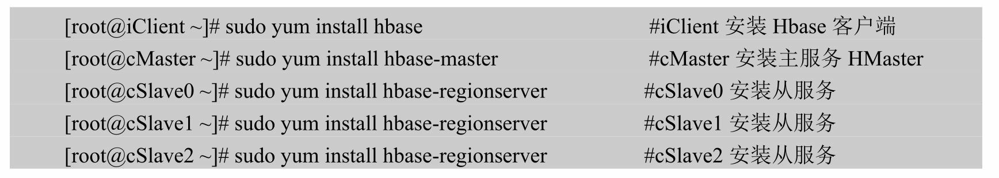 [root@iClient ~]# sudo yum install hbase #iClient 安装 Hbase 客户端
[root@cMaster ~]# sudo yum install hbase-master #cMaster 安装主服务 HMaster
[root@cSlave0 ~]# sudo yum install hbase-regionserver #cSlave0 安装从服务
[root@cSlave1 ~]# sudo yum install hbase-regionserver #cSlave1 安装从服务
[root@cSlave2 ~]# sudo yum install hbase-regionserver #cSlave2 安装从服务